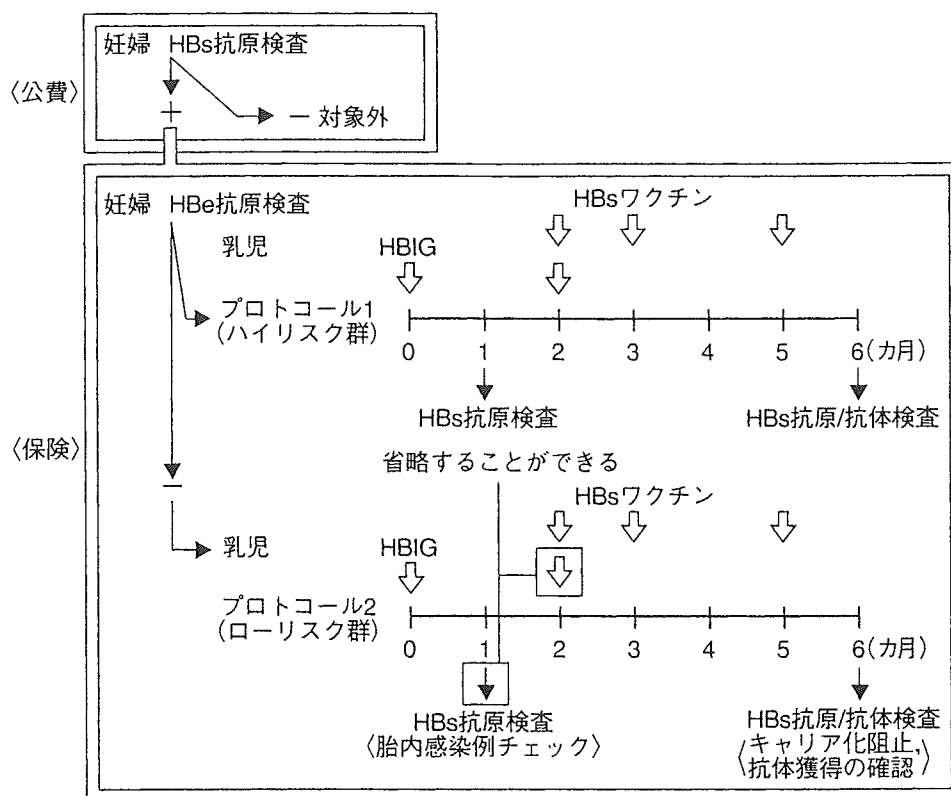 妊婦 HBs抗原検査
〈公費〉
+
− 対象外
妊婦 HBe抗原検査
HBsワクチン
乳児
HBIG
プロトコール1
(ハイリスク群)
0 1 2 3 4 5 6(カ月)
HBs抗原検査
HBs抗原/抗体検査
〈保険〉
省略することができる
−
HBsワクチン
乳児
HBIG
プロトコール2
(ローリスク群)
0 1 2 3 4 5 6(カ月)
HBs抗原検査
〈胎内感染例チェック〉
HBs抗原/抗体検査
〈キャリア化阻止,
抗体獲得の確認〉